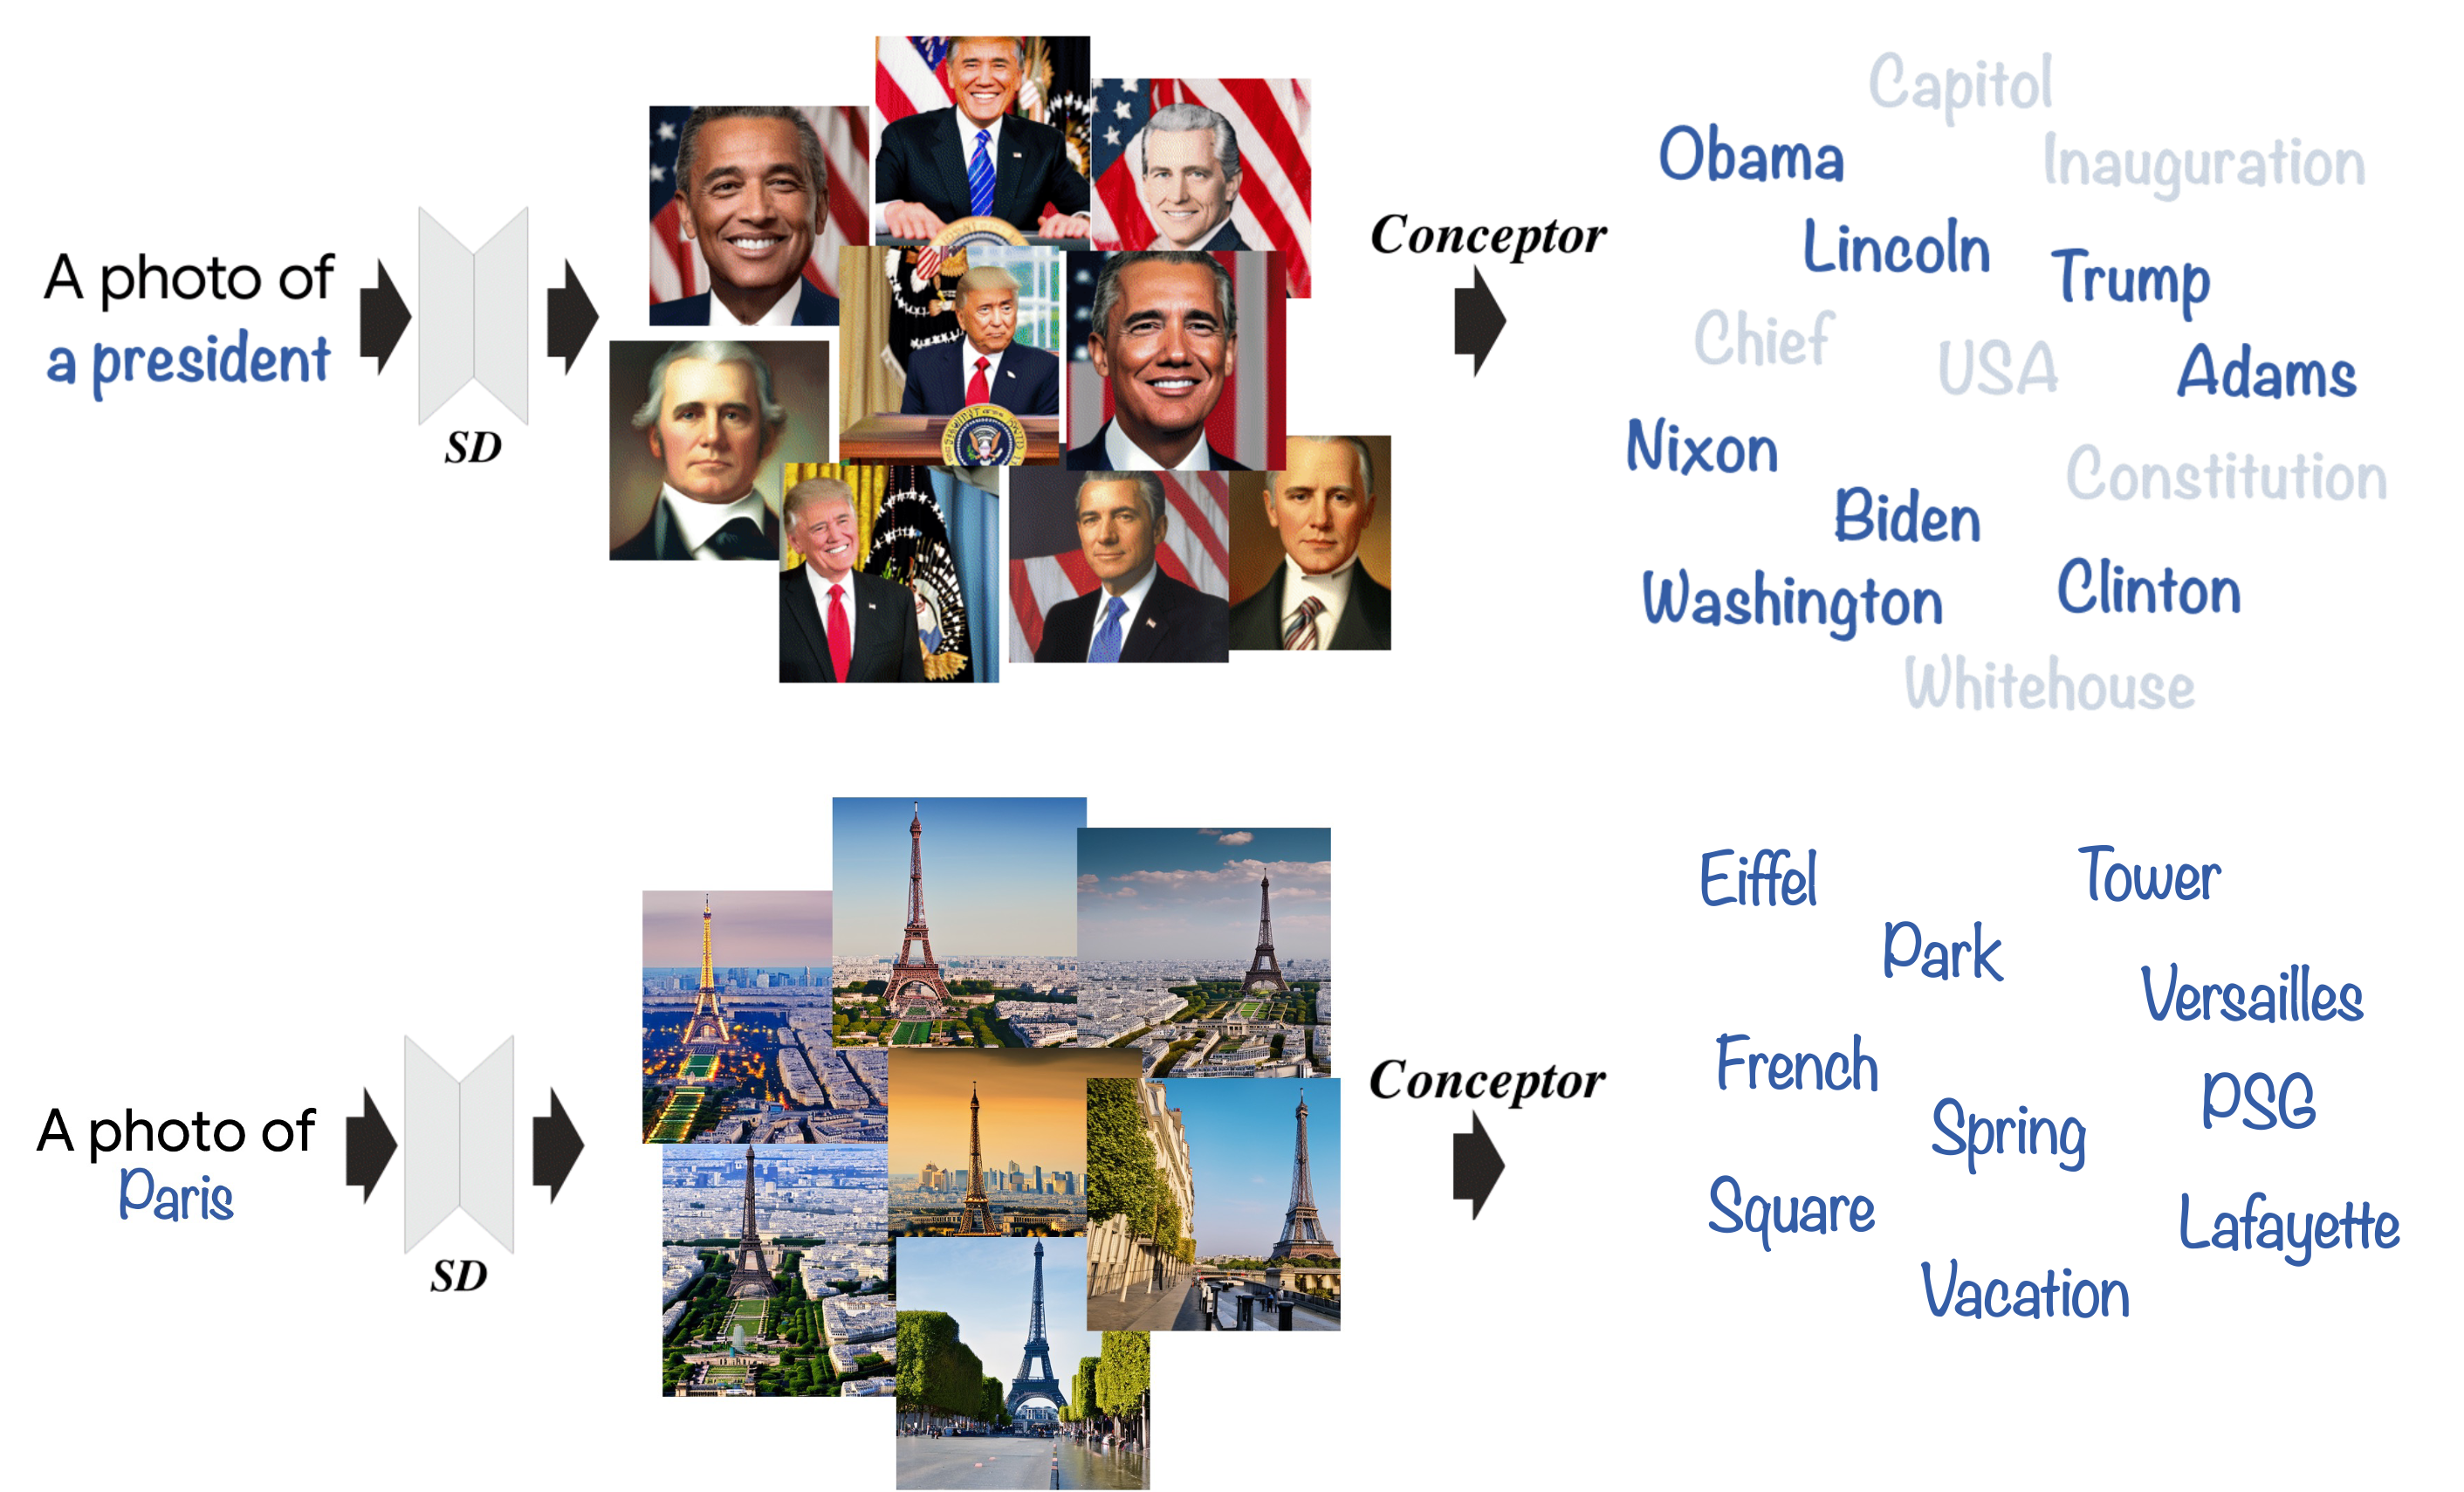 A photo of
a president
SD
Conceptor
Capitol
Obama
Inauguration
Lincoln
Trump
Chief
USA
Adams
Nixon
Constitution
Biden
Washington
Clinton
Whitehouse
A photo of
Paris
SD
Conceptor
Eiffel
Tower
Park
Versailles
French
PSG
Spring
Square
Lafayette
Vacation